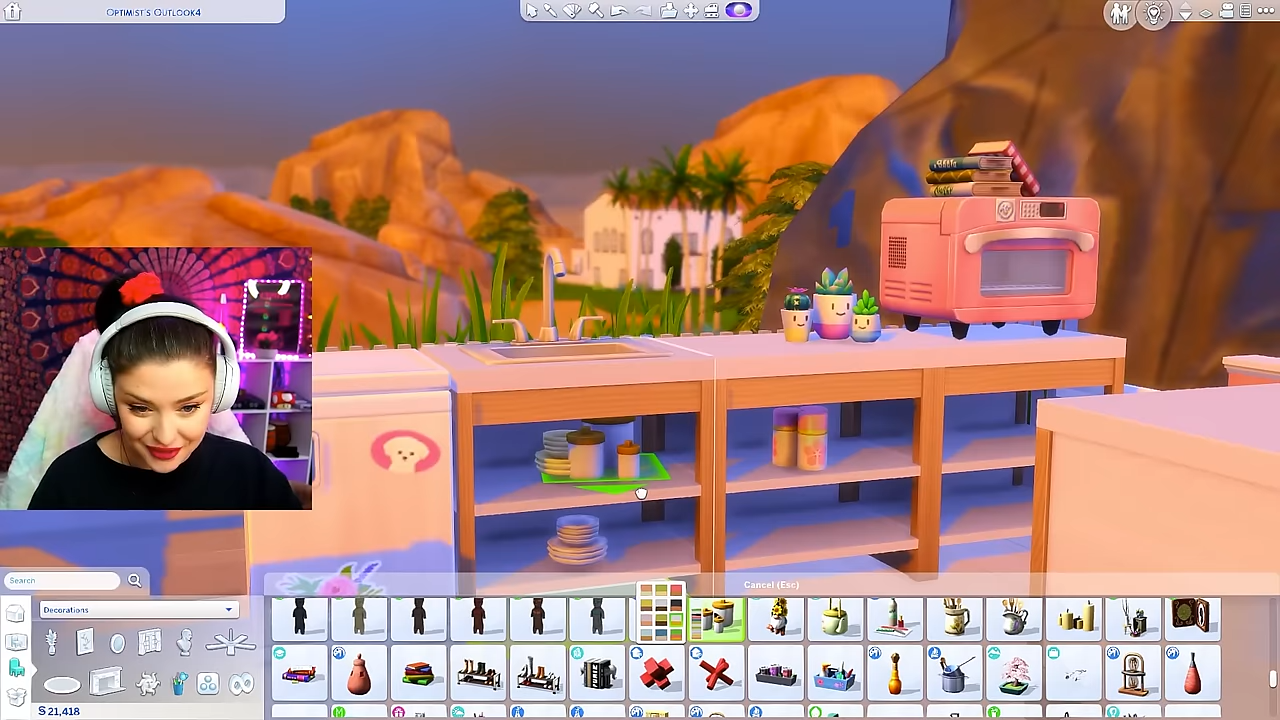 OPTIMIST'S OUTLOOK4
Cancel (Esc)
Search
Decorations
§21,418